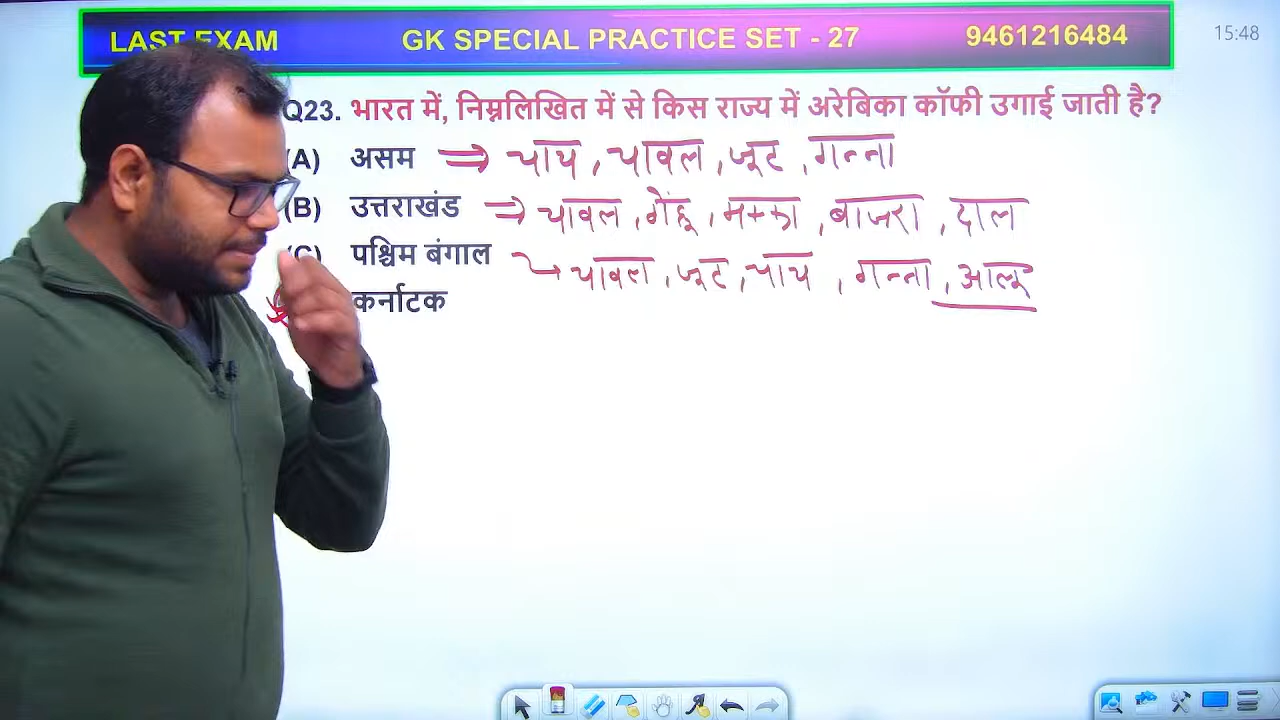 LAST EXAM GK SPECIAL PRACTICE SET - 27 9461216484
15:48
Q23. भारत में, निम्नलिखित में से किस राज्य में अरेबिका कॉफी उगाई जाती है?
(A) असम ⇒ चाय, चावल, जूट, गन्ना
(B) उत्तराखंड ⇒ चावल, गेंहू, मक्का, बाजरा, दाल
(C) पश्चिम बंगाल → चावल, जूट, चाय, गन्ना, आलू
कर्नाटक